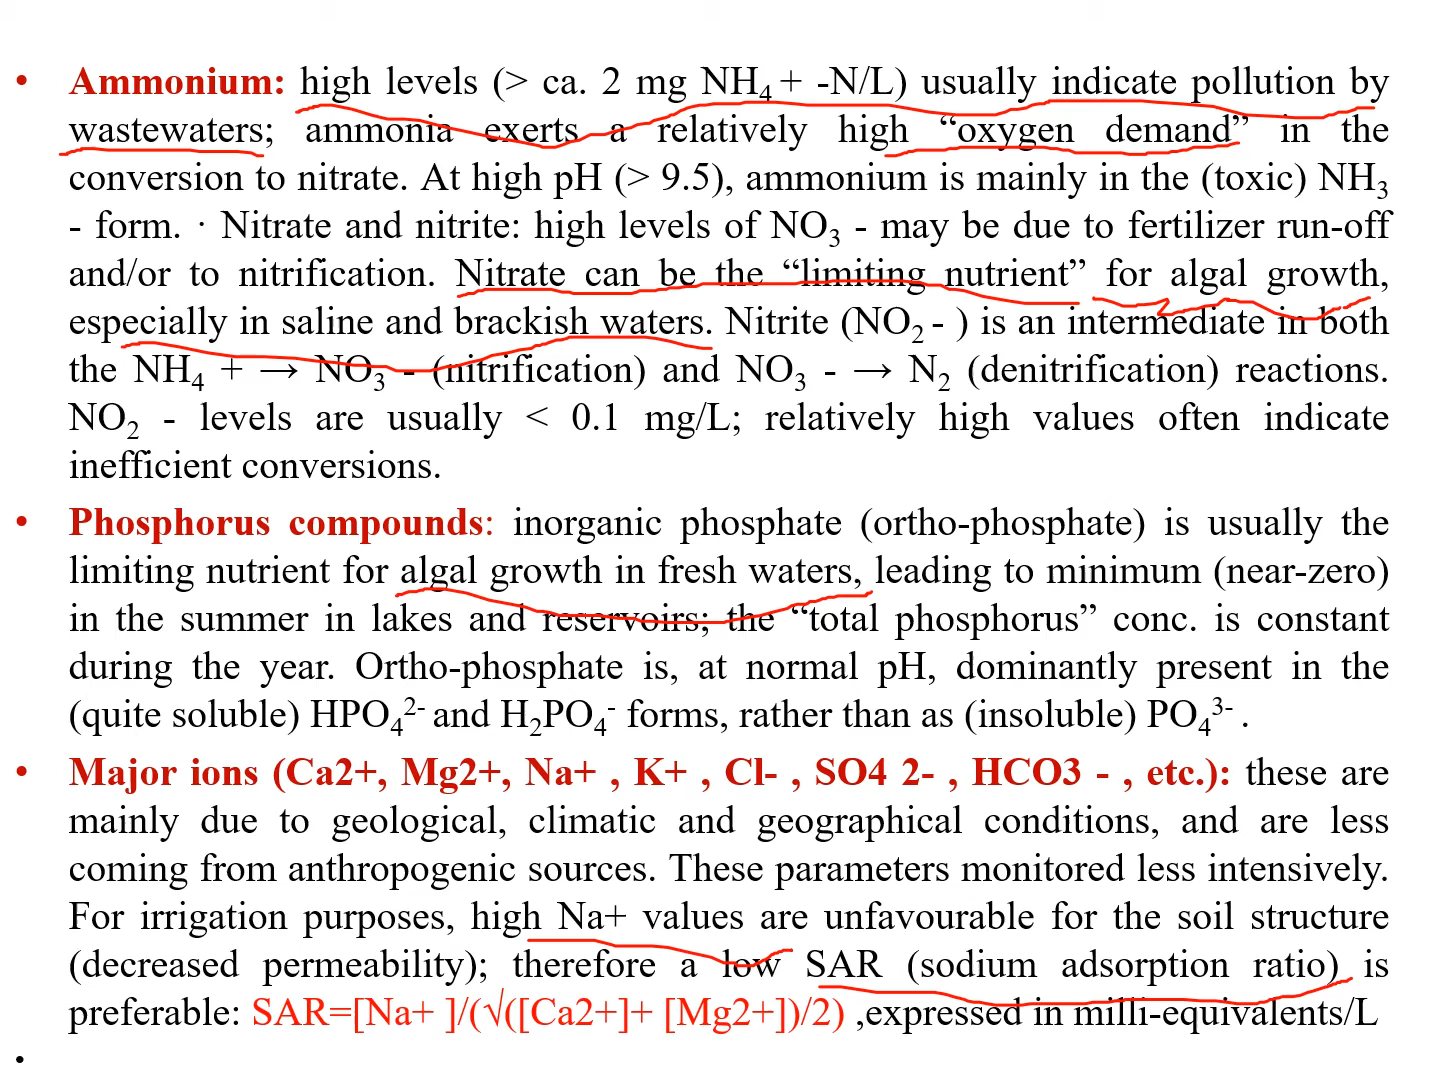 • Ammonium: high levels (> ca. 2 mg NH₄+ -N/L) usually indicate pollution by
wastewaters; ammonia exerts a relatively high “oxygen demand” in the
conversion to nitrate. At high pH (> 9.5), ammonium is mainly in the (toxic) NH₃
- form. · Nitrate and nitrite: high levels of NO₃ - may be due to fertilizer run-off
and/or to nitrification. Nitrate can be the “limiting nutrient” for algal growth,
especially in saline and brackish waters. Nitrite (NO₂ - ) is an intermediate in both
the NH₄ + → NO₃ - (nitrification) and NO₃ - → N₂ (denitrification) reactions.
NO₂ - levels are usually < 0.1 mg/L; relatively high values often indicate
inefficient conversions.
• Phosphorus compounds: inorganic phosphate (ortho-phosphate) is usually the
limiting nutrient for algal growth in fresh waters, leading to minimum (near-zero)
in the summer in lakes and reservoirs; the “total phosphorus” conc. is constant
during the year. Ortho-phosphate is, at normal pH, dominantly present in the
(quite soluble) HPO₄²⁻ and H₂PO₄⁻ forms, rather than as (insoluble) PO₄³⁻ .
• Major ions (Ca2+, Mg2+, Na+ , K+ , Cl- , SO4 2- , HCO3 - , etc.): these are
mainly due to geological, climatic and geographical conditions, and are less
coming from anthropogenic sources. These parameters monitored less intensively.
For irrigation purposes, high Na+ values are unfavourable for the soil structure
(decreased permeability); therefore a low SAR (sodium adsorption ratio) is
preferable: SAR=[Na+ ]/(√([Ca2+]+ [Mg2+])/2) ,expressed in milli-equivalents/L
•